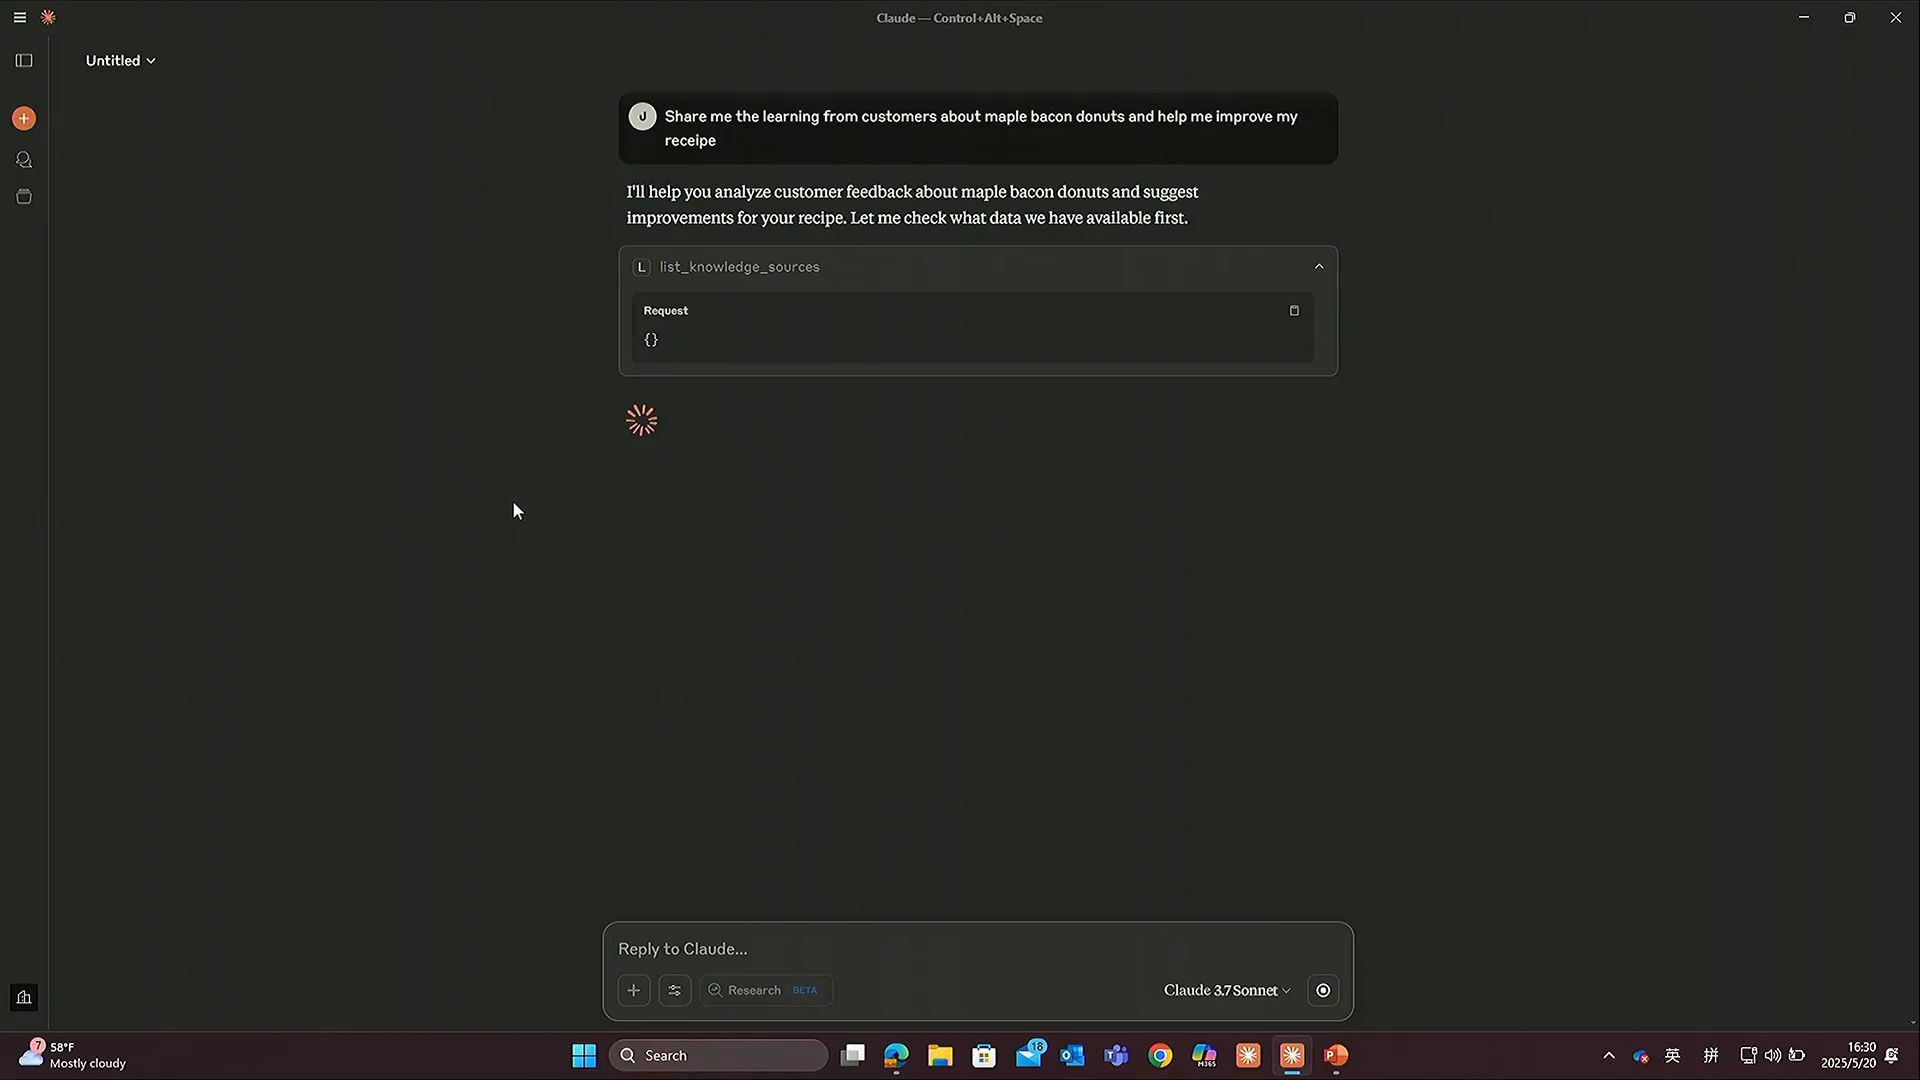 Claude — Control+Alt+Space
Untitled
J
Share me the learning from customers about maple bacon donuts and help me improve my
receipe
I'll help you analyze customer feedback about maple bacon donuts and suggest
improvements for your recipe. Let me check what data we have available first.
L list_knowledge_sources
Request
{}
Reply to Claude...
Research BETA
Claude 3.7 Sonnet
7
58°F
Mostly cloudy
Search
18
M365
英
拼
16:30
2025/5/20